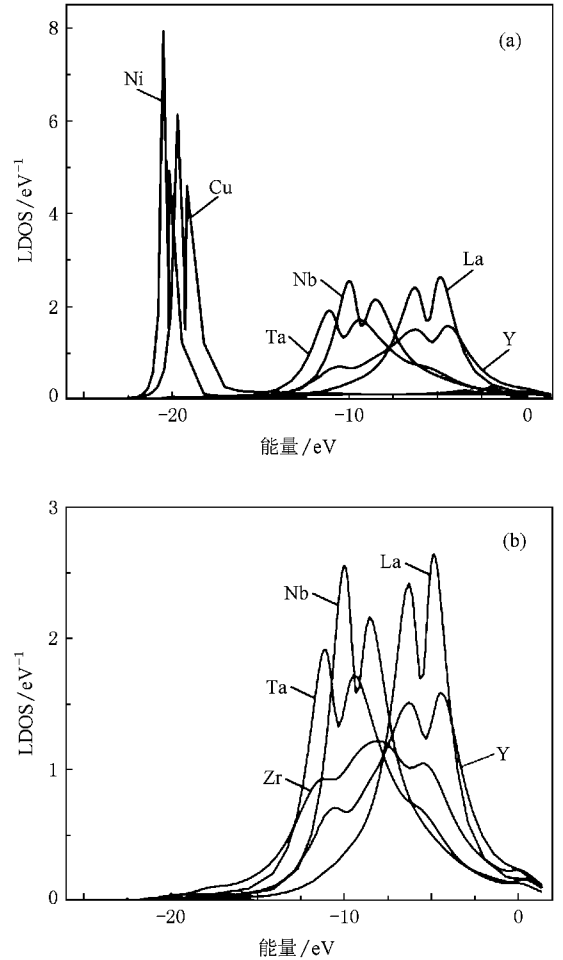 (a)
8
Ni
6
Cu
4
Nb
La
2
Ta
Y
0
LDOS/eV⁻¹
-20
-10
0
能量/eV
(b)
3
La
Nb
2
Ta
Y
Zr
1
0
LDOS/eV⁻¹
-20
-10
0
能量/eV